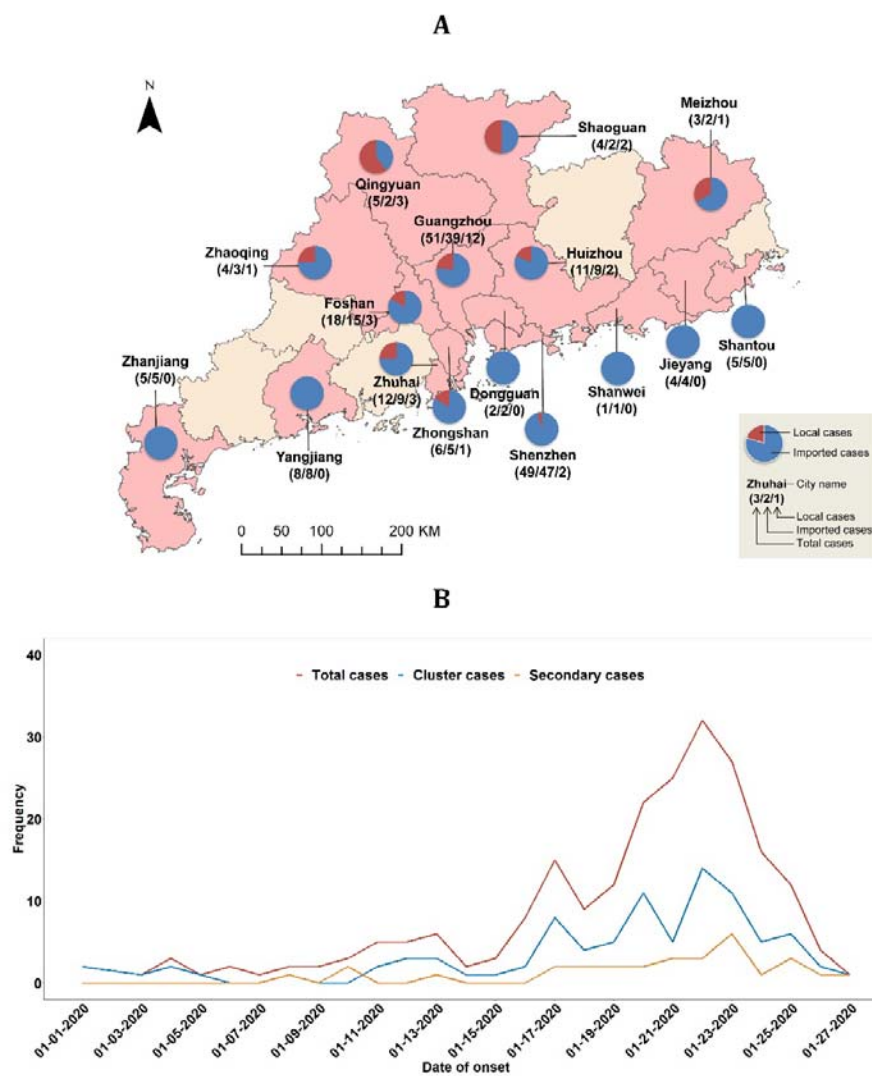 A
N
Meizhou
(3/2/1)
Shaoguan
(4/2/2)
Qingyuan
(5/2/3)
Guangzhou
(51/39/12)
Zhaoqing
(4/3/1)
Huizhou
(11/9/2)
Foshan
(18/15/3)
Shantou
(5/5/0)
Jieyang
(4/4/0)
Zhanjiang
(5/5/0)
Zhuhai
(12/9/3)
Dongguan
(2/2/0)
Shanwei
(1/1/0)
Zhongshan
(6/5/1)
Shenzhen
(49/47/2)
Yangjiang
(8/8/0)
Local cases
Imported cases
Zhuhai City name
(3/2/1)
Local cases
Imported cases
Total cases
0 50 100 200 KM
B
40
Total cases Cluster cases Secondary cases
30
20
10
0
Frequency
01-01-2020
01-03-2020
01-05-2020
01-07-2020
01-09-2020
01-11-2020
01-13-2020
01-15-2020
01-17-2020
01-19-2020
01-21-2020
01-23-2020
01-25-2020
01-27-2020
Date of onset